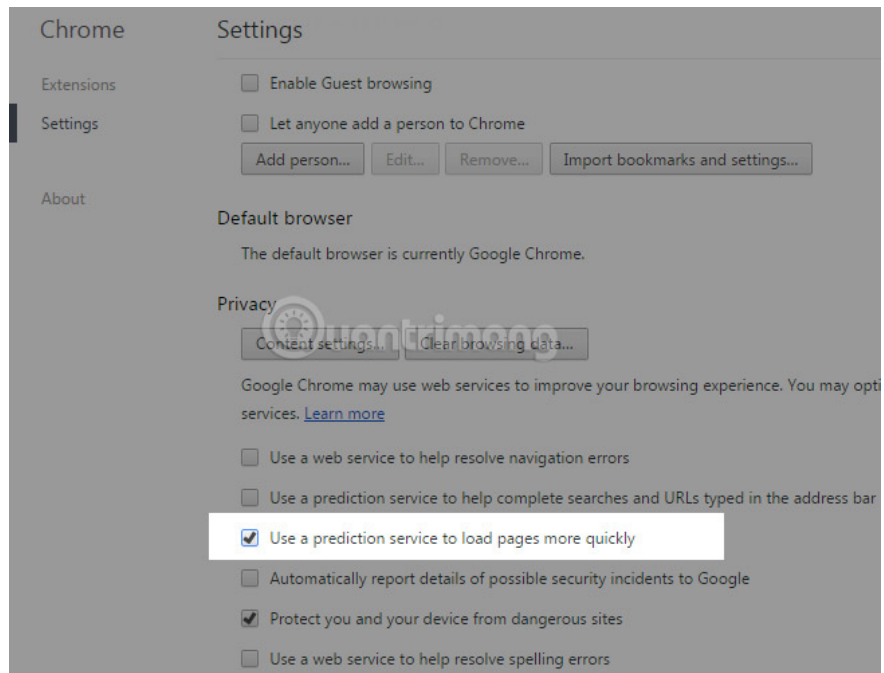 Chrome
Settings
Extensions
Enable Guest browsing
Settings
Let anyone add a person to Chrome
Add person... Edit... Remove... Import bookmarks and settings...
About
Default browser
The default browser is currently Google Chrome.
Privacy
Quantrimang
Content settings... Clear browsing data...
Google Chrome may use web services to improve your browsing experience. You may opti
services. Learn more
Use a web service to help resolve navigation errors
Use a prediction service to help complete searches and URLs typed in the address bar
Use a prediction service to load pages more quickly
Automatically report details of possible security incidents to Google
Protect you and your device from dangerous sites
Use a web service to help resolve spelling errors